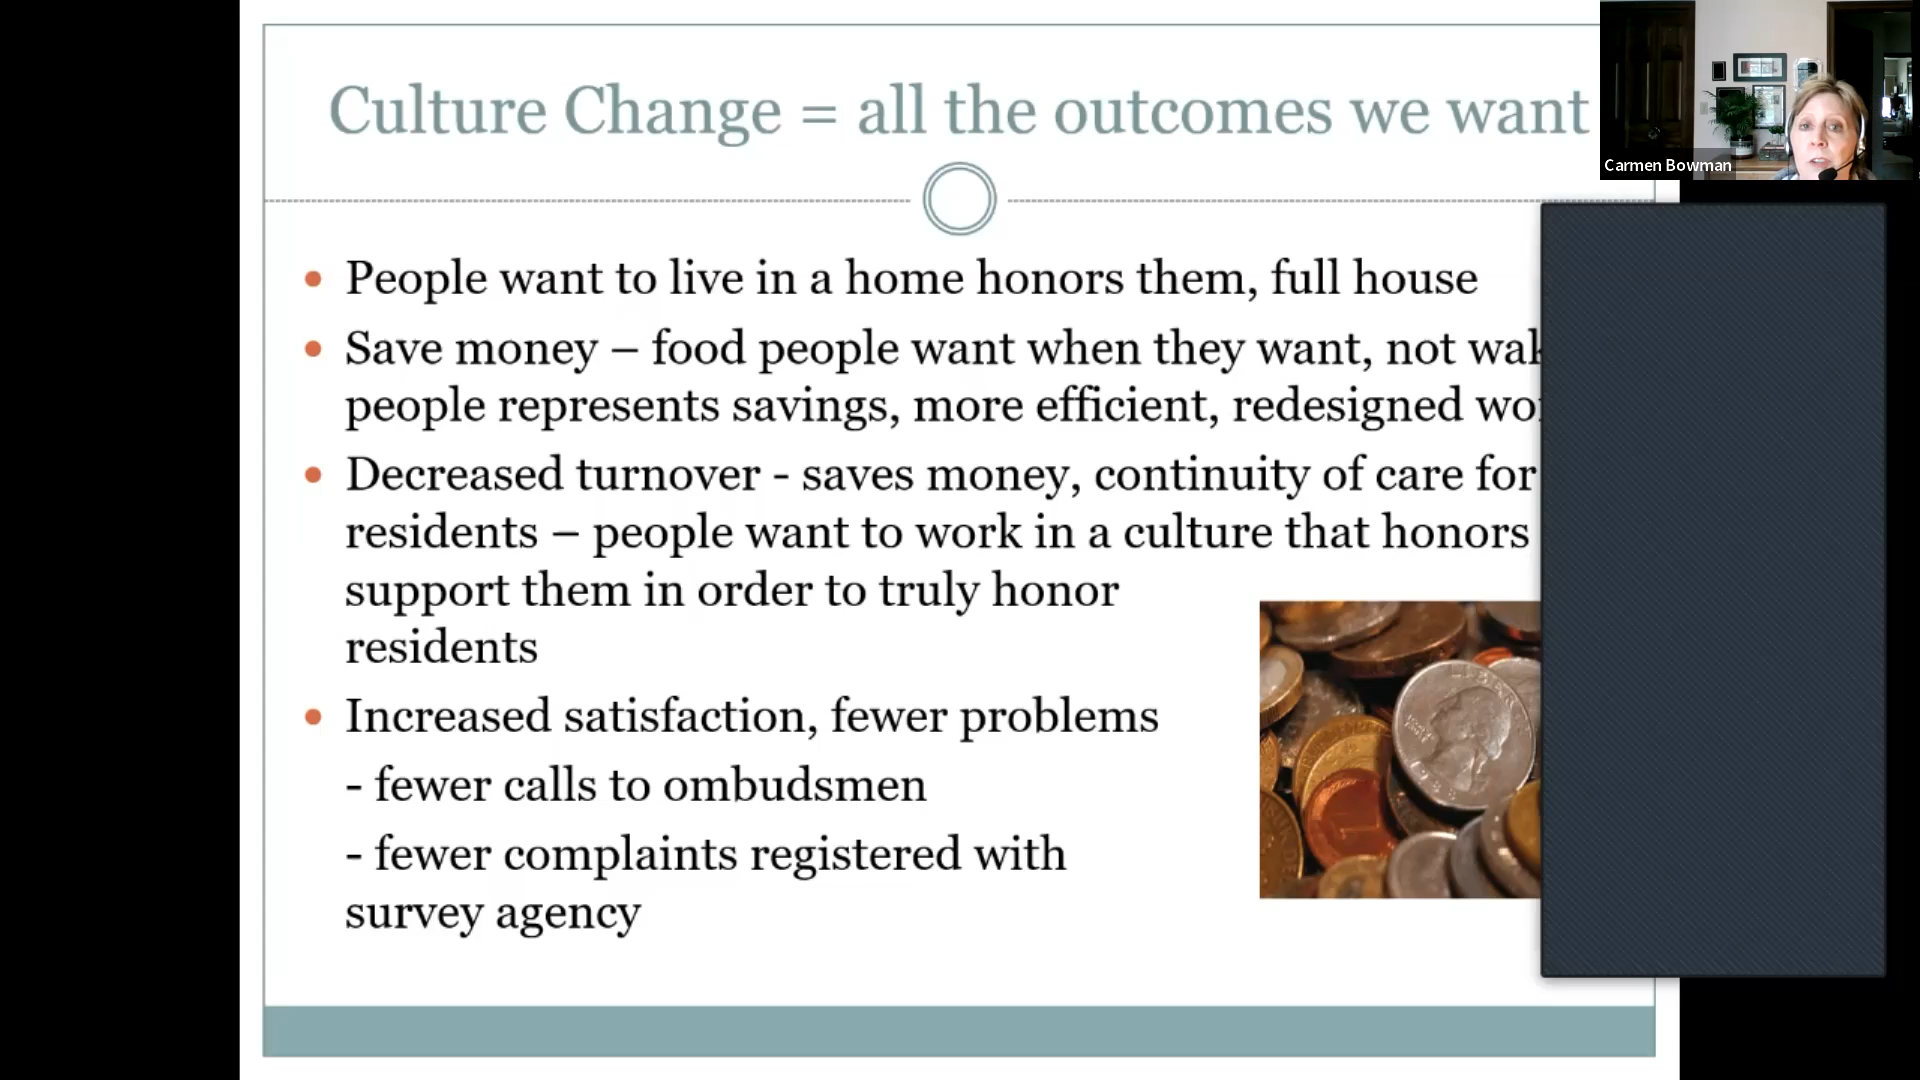 Culture Change = all the outcomes we want
Carmen Bowman
• People want to live in a home honors them, full house
• Save money – food people want when they want, not
people represents savings, more efficient, redesigned
• Decreased turnover - saves money, continuity of care for
residents – people want to work in a culture that honors
support them in order to truly honor
residents
• Increased satisfaction, fewer problems
- fewer calls to ombudsmen
- fewer complaints registered with
survey agency